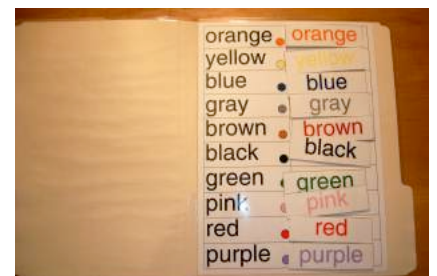 orange orange
yellow yellow
blue blue
gray gray
brown brown
black black
green green
pink pink
red red
purple purple